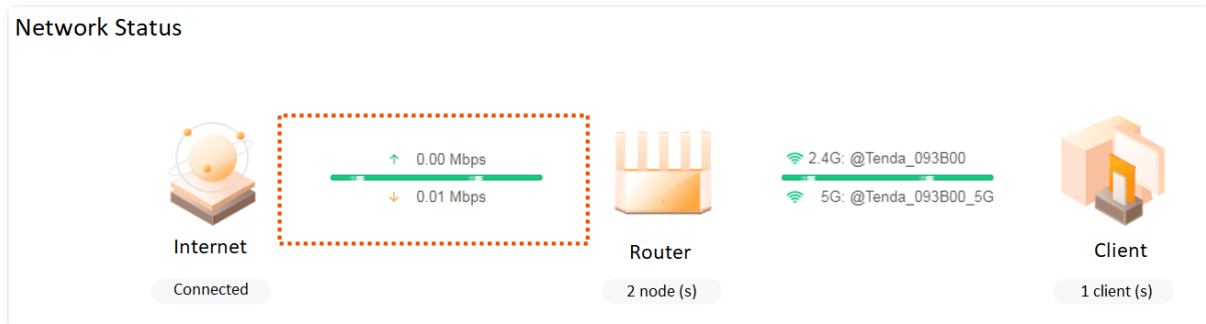 Network Status
0.00 Mbps
0.01 Mbps
2.4G: @Tenda_093B00
5G: @Tenda_093B00_5G
Internet
Router
Client
Connected
2 node (s)
1 client (s)